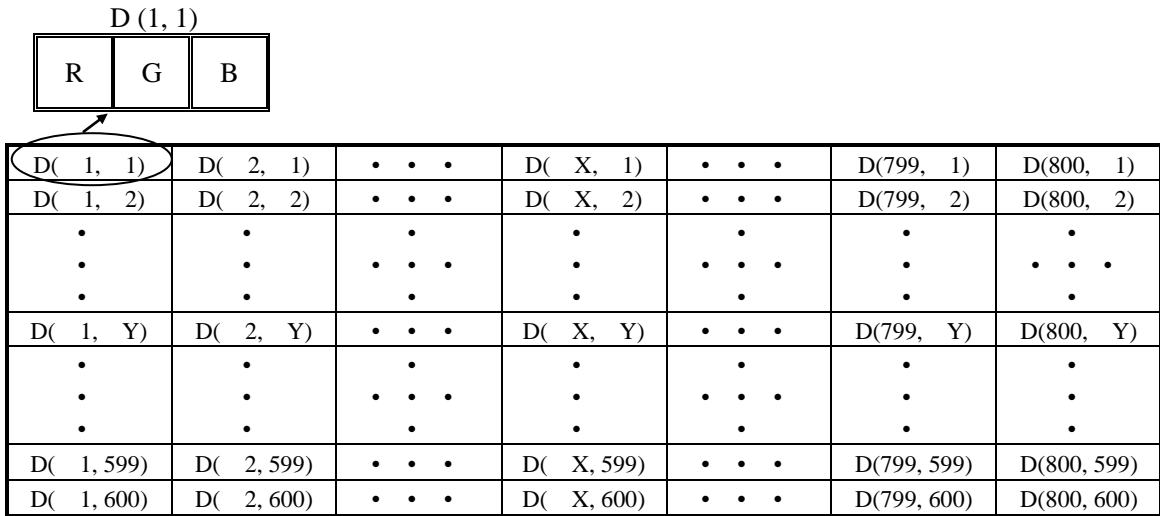 D (1, 1)
R G B
D( 1, 1) D( 2, 1) • • • D( X, 1) • • • D(799, 1) D(800, 1)
D( 1, 2) D( 2, 2) • • • D( X, 2) • • • D(799, 2) D(800, 2)
• • • • • • •
• • • • • • • • • • • • •
• • • • • • •
D( 1, Y) D( 2, Y) • • • D( X, Y) • • • D(799, Y) D(800, Y)
• • • • • • •
• • • • • • • • • • •
• • • • • • •
D( 1, 599) D( 2, 599) • • • D( X, 599) • • • D(799, 599) D(800, 599)
D( 1, 600) D( 2, 600) • • • D( X, 600) • • • D(799, 600) D(800, 600)